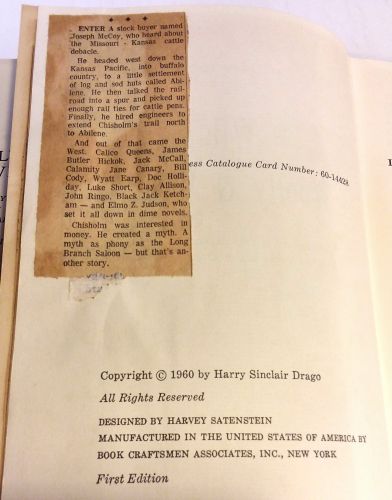 ENTER A stock buyer named
Joseph McCoy, who heard about
the Missouri - Kansas cattle
debacle.
He headed west down the
Kansas Pacific, into buffalo
country, to a little settlement
of log and sod huts called Abi-
lene. He then talked the rail-
road into a spur and picked up
enough rail ties for cattle pens.
Finally, he hired engineers to
extend Chisholm's trail north
to Abilene.
And out of that came the
West. Calico Queens, James
Butler Hickok, Jack McCall,
Calamity Jane Canary, Bill
Cody, Wyatt Earp, Doc Holli-
day, Luke Short, Clay Allison,
John Ringo, Black Jack Ketch-
am — and Elmo Z. Judson, who
set it all down in dime novels.
Chisholm was interested in
money. He created a myth. A
myth as phony as the Long
Branch Saloon — but that's an-
other story.
ess Catalogue Card Number: 60-14428
Copyright © 1960 by Harry Sinclair Drago
All Rights Reserved
DESIGNED BY HARVEY SATENSTEIN
MANUFACTURED IN THE UNITED STATES OF AMERICA BY
BOOK CRAFTSMEN ASSOCIATES, INC., NEW YORK
First Edition